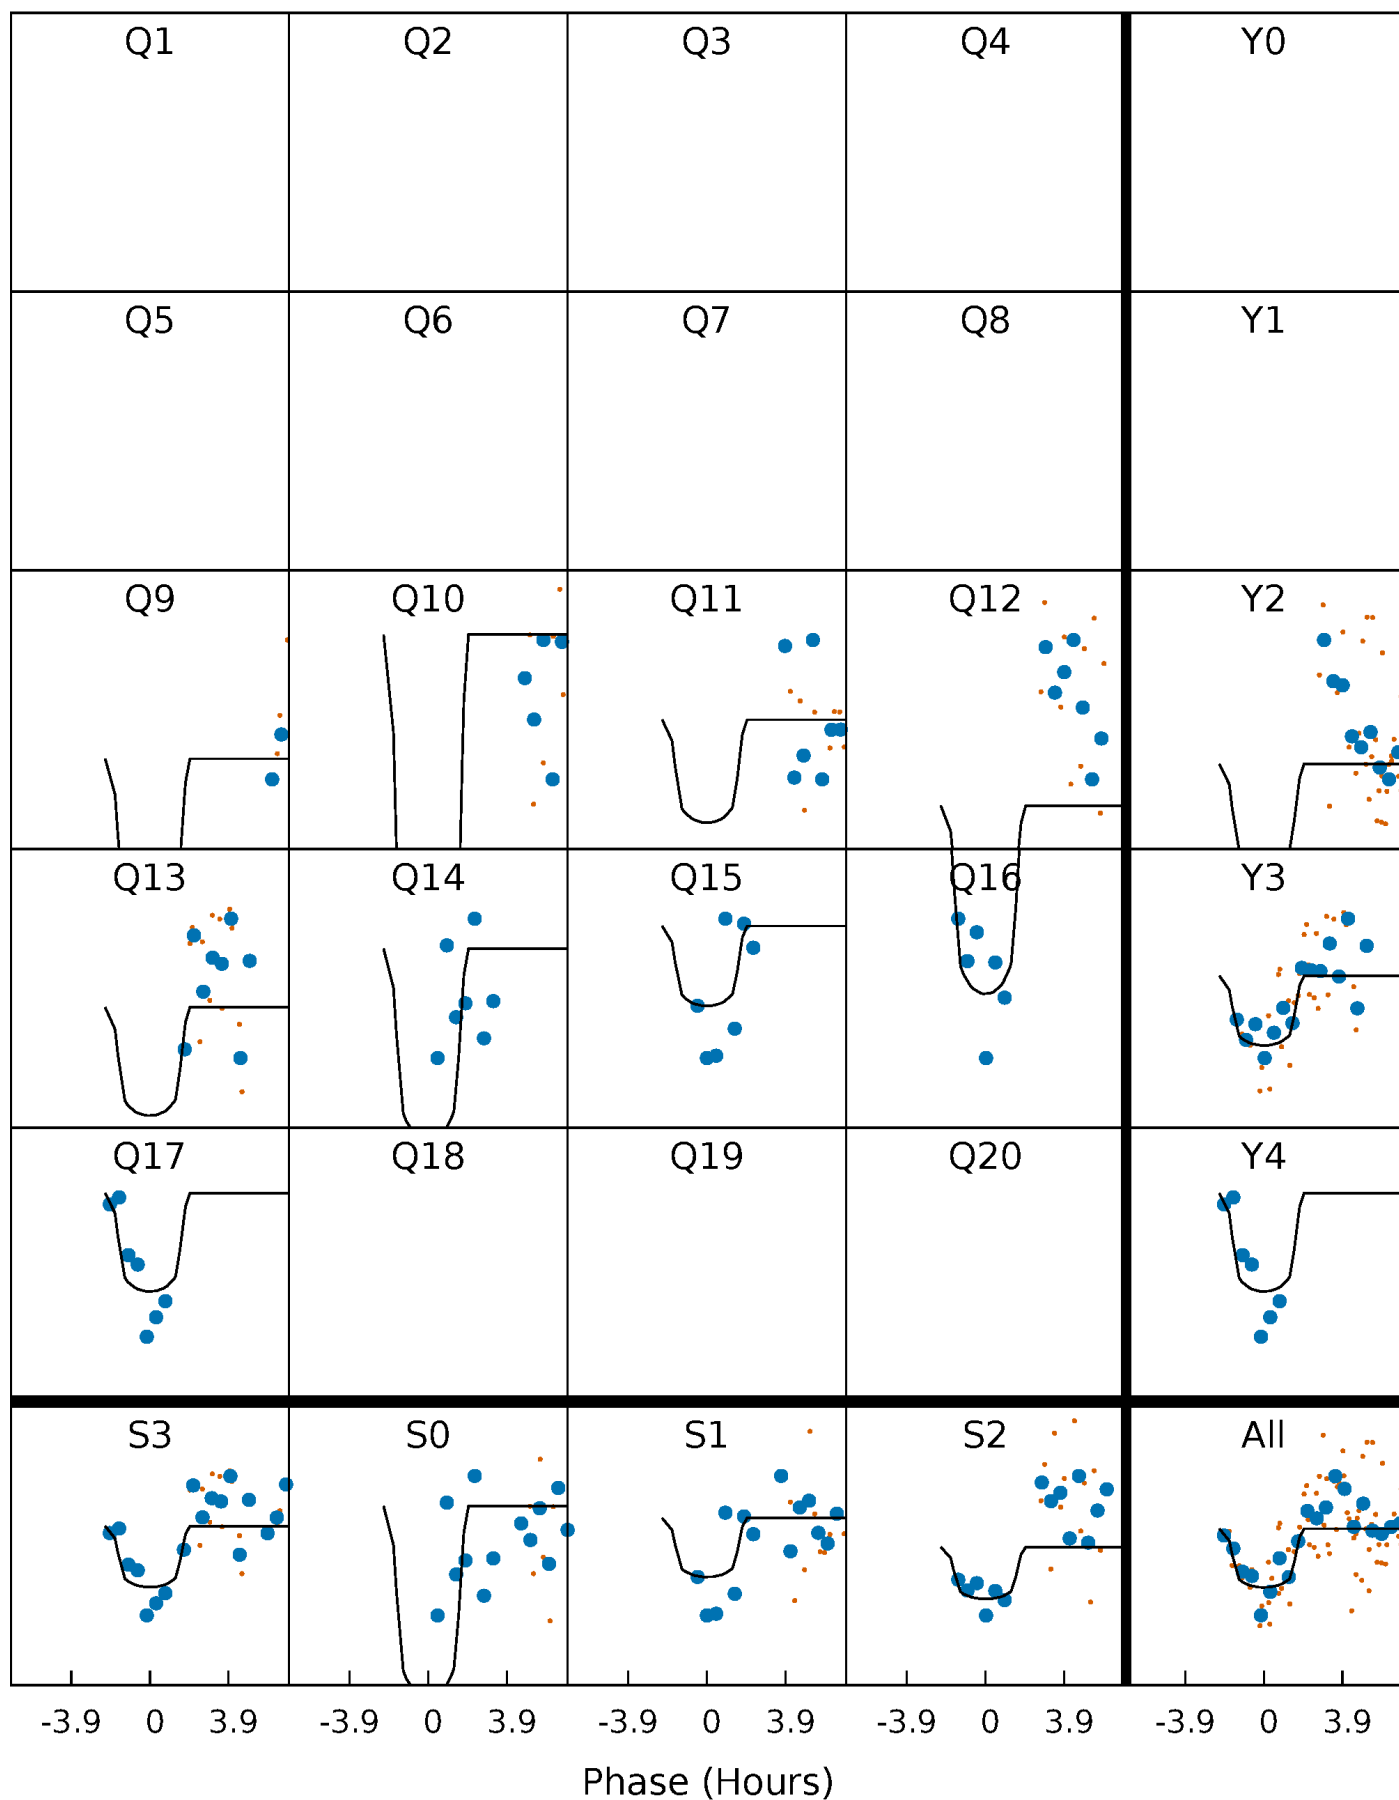 Q1 Q2 Q3 Q4 Y0
Q5 Q6 Q7 Q8 Y1
Q9 Q10 Q11 Q12 Y2
Q13 Q14 Q15 Q16 Y3
Q17 Q18 Q19 Q20 Y4
S3 S0 S1 S2 All
-3.9 0 3.9 -3.9 0 3.9 -3.9 0 3.9 -3.9 0 3.9 -3.9 0 3.9
Phase (Hours)